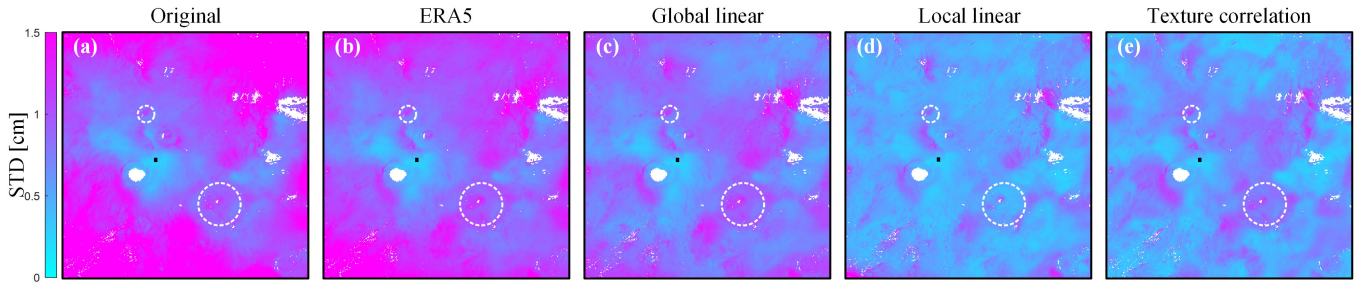 Original ERA5 Global linear Local linear Texture correlation
(a) (b) (c) (d) (e)
1.5
1
0.5
0
STD [cm]